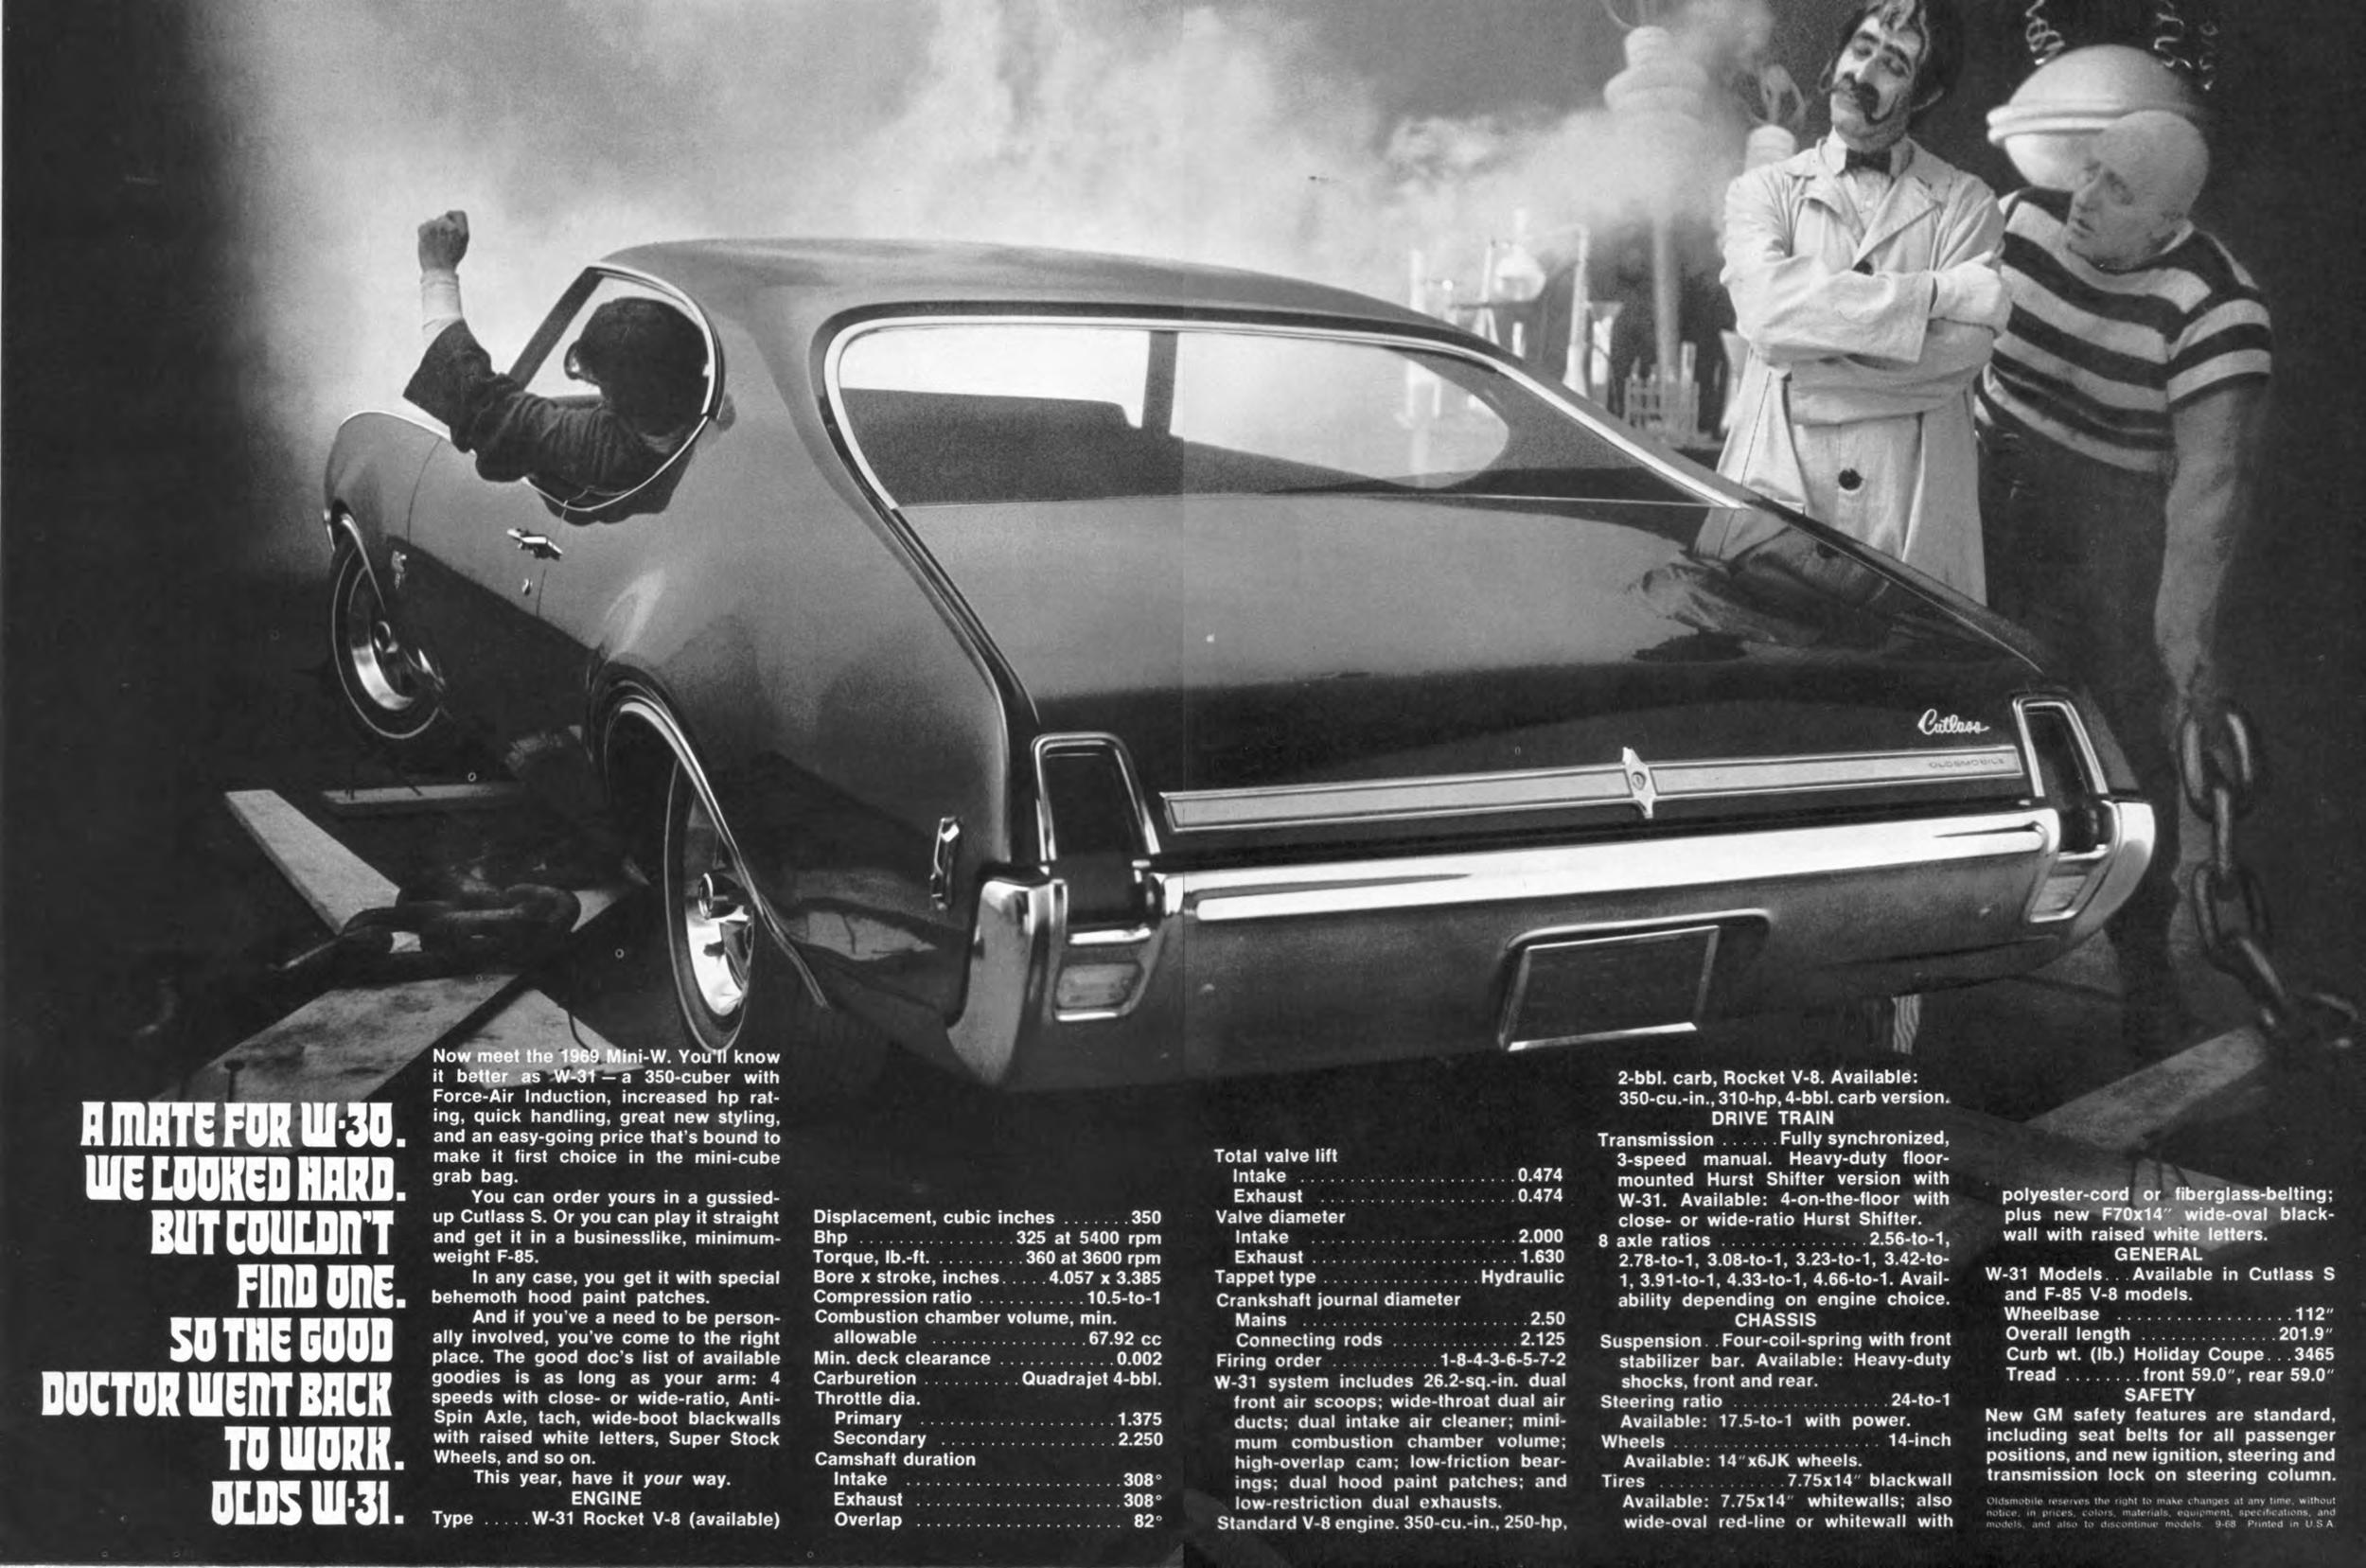 Cutlass
OLDSMOBILE
A MATE FOR W-30.
WE LOOKED HARD.
BUT COULDN'T
FIND ONE.
SO THE GOOD
DOCTOR WENT BACK
TO WORK.
OLDS W-31.
Now meet the 1969 Mini-W. You'll know
it better as W-31 — a 350-cuber with
Force-Air Induction, increased hp rat-
ing, quick handling, great new styling,
and an easy-going price that's bound to
make it first choice in the mini-cube
grab bag.
You can order yours in a gussied-
up Cutlass S. Or you can play it straight
and get it in a businesslike, minimum-
weight F-85.
In any case, you get it with special
behemoth hood paint patches.
And if you've a need to be person-
ally involved, you've come to the right
place. The good doc's list of available
goodies is as long as your arm: 4
speeds with close- or wide-ratio, Anti-
Spin Axle, tach, wide-boot blackwalls
with raised white letters, Super Stock
Wheels, and so on.
This year, have it your way.
ENGINE
Type ..... W-31 Rocket V-8 (available)
Displacement, cubic inches ....... 350
Bhp ................ 325 at 5400 rpm
Torque, lb.-ft. ......... 360 at 3600 rpm
Bore x stroke, inches ..... 4.057 x 3.385
Compression ratio ........... 10.5-to-1
Combustion chamber volume, min.
allowable ................ 67.92 cc
Min. deck clearance ............ 0.002
Carburetion .......... Quadrajet 4-bbl.
Throttle dia.
Primary .................... 1.375
Secondary .................. 2.250
Camshaft duration
Intake ...................... 308°
Exhaust ..................... 308°
Overlap ...................... 82°
Total valve lift
Intake ...................... 0.474
Exhaust .................... 0.474
Valve diameter
Intake ...................... 2.000
Exhaust .................... 1.630
Tappet type ................ Hydraulic
Crankshaft journal diameter
Mains ....................... 2.50
Connecting rods ............. 2.125
Firing order ........... 1-8-4-3-6-5-7-2
W-31 system includes 26.2-sq.-in. dual
front air scoops; wide-throat dual air
ducts; dual intake air cleaner; mini-
mum combustion chamber volume;
high-overlap cam; low-friction bear-
ings; dual hood paint patches; and
low-restriction dual exhausts.
Standard V-8 engine. 350-cu.-in., 250-hp,
2-bbl. carb, Rocket V-8. Available:
350-cu.-in., 310-hp, 4-bbl. carb version.
DRIVE TRAIN
Transmission ...... Fully synchronized,
3-speed manual. Heavy-duty floor-
mounted Hurst Shifter version with
W-31. Available: 4-on-the-floor with
close- or wide-ratio Hurst Shifter.
8 axle ratios ................ 2.56-to-1,
2.78-to-1, 3.08-to-1, 3.23-to-1, 3.42-to-
1, 3.91-to-1, 4.33-to-1, 4.66-to-1. Avail-
ability depending on engine choice.
CHASSIS
Suspension .. Four-coil-spring with front
stabilizer bar. Available: Heavy-duty
shocks, front and rear.
Steering ratio ................ 24-to-1
Available: 17.5-to-1 with power.
Wheels ..................... 14-inch
Available: 14"x6JK wheels.
Tires ............ 7.75x14" blackwall
Available: 7.75x14" whitewalls; also
wide-oval red-line or whitewall with
polyester-cord or fiberglass-belting;
plus new F70x14" wide-oval black-
wall with raised white letters.
GENERAL
W-31 Models ... Available in Cutlass S
and F-85 V-8 models.
Wheelbase .................. 112"
Overall length .............. 201.9"
Curb wt. (lb.) Holiday Coupe ... 3465
Tread ........ front 59.0", rear 59.0"
SAFETY
New GM safety features are standard,
including seat belts for all passenger
positions, and new ignition, steering and
transmission lock on steering column.
Oldsmobile reserves the right to make changes at any time, without
notice, in prices, colors, materials, equipment, specifications, and
models, and also to discontinue models. 9-68 Printed in U.S.A.